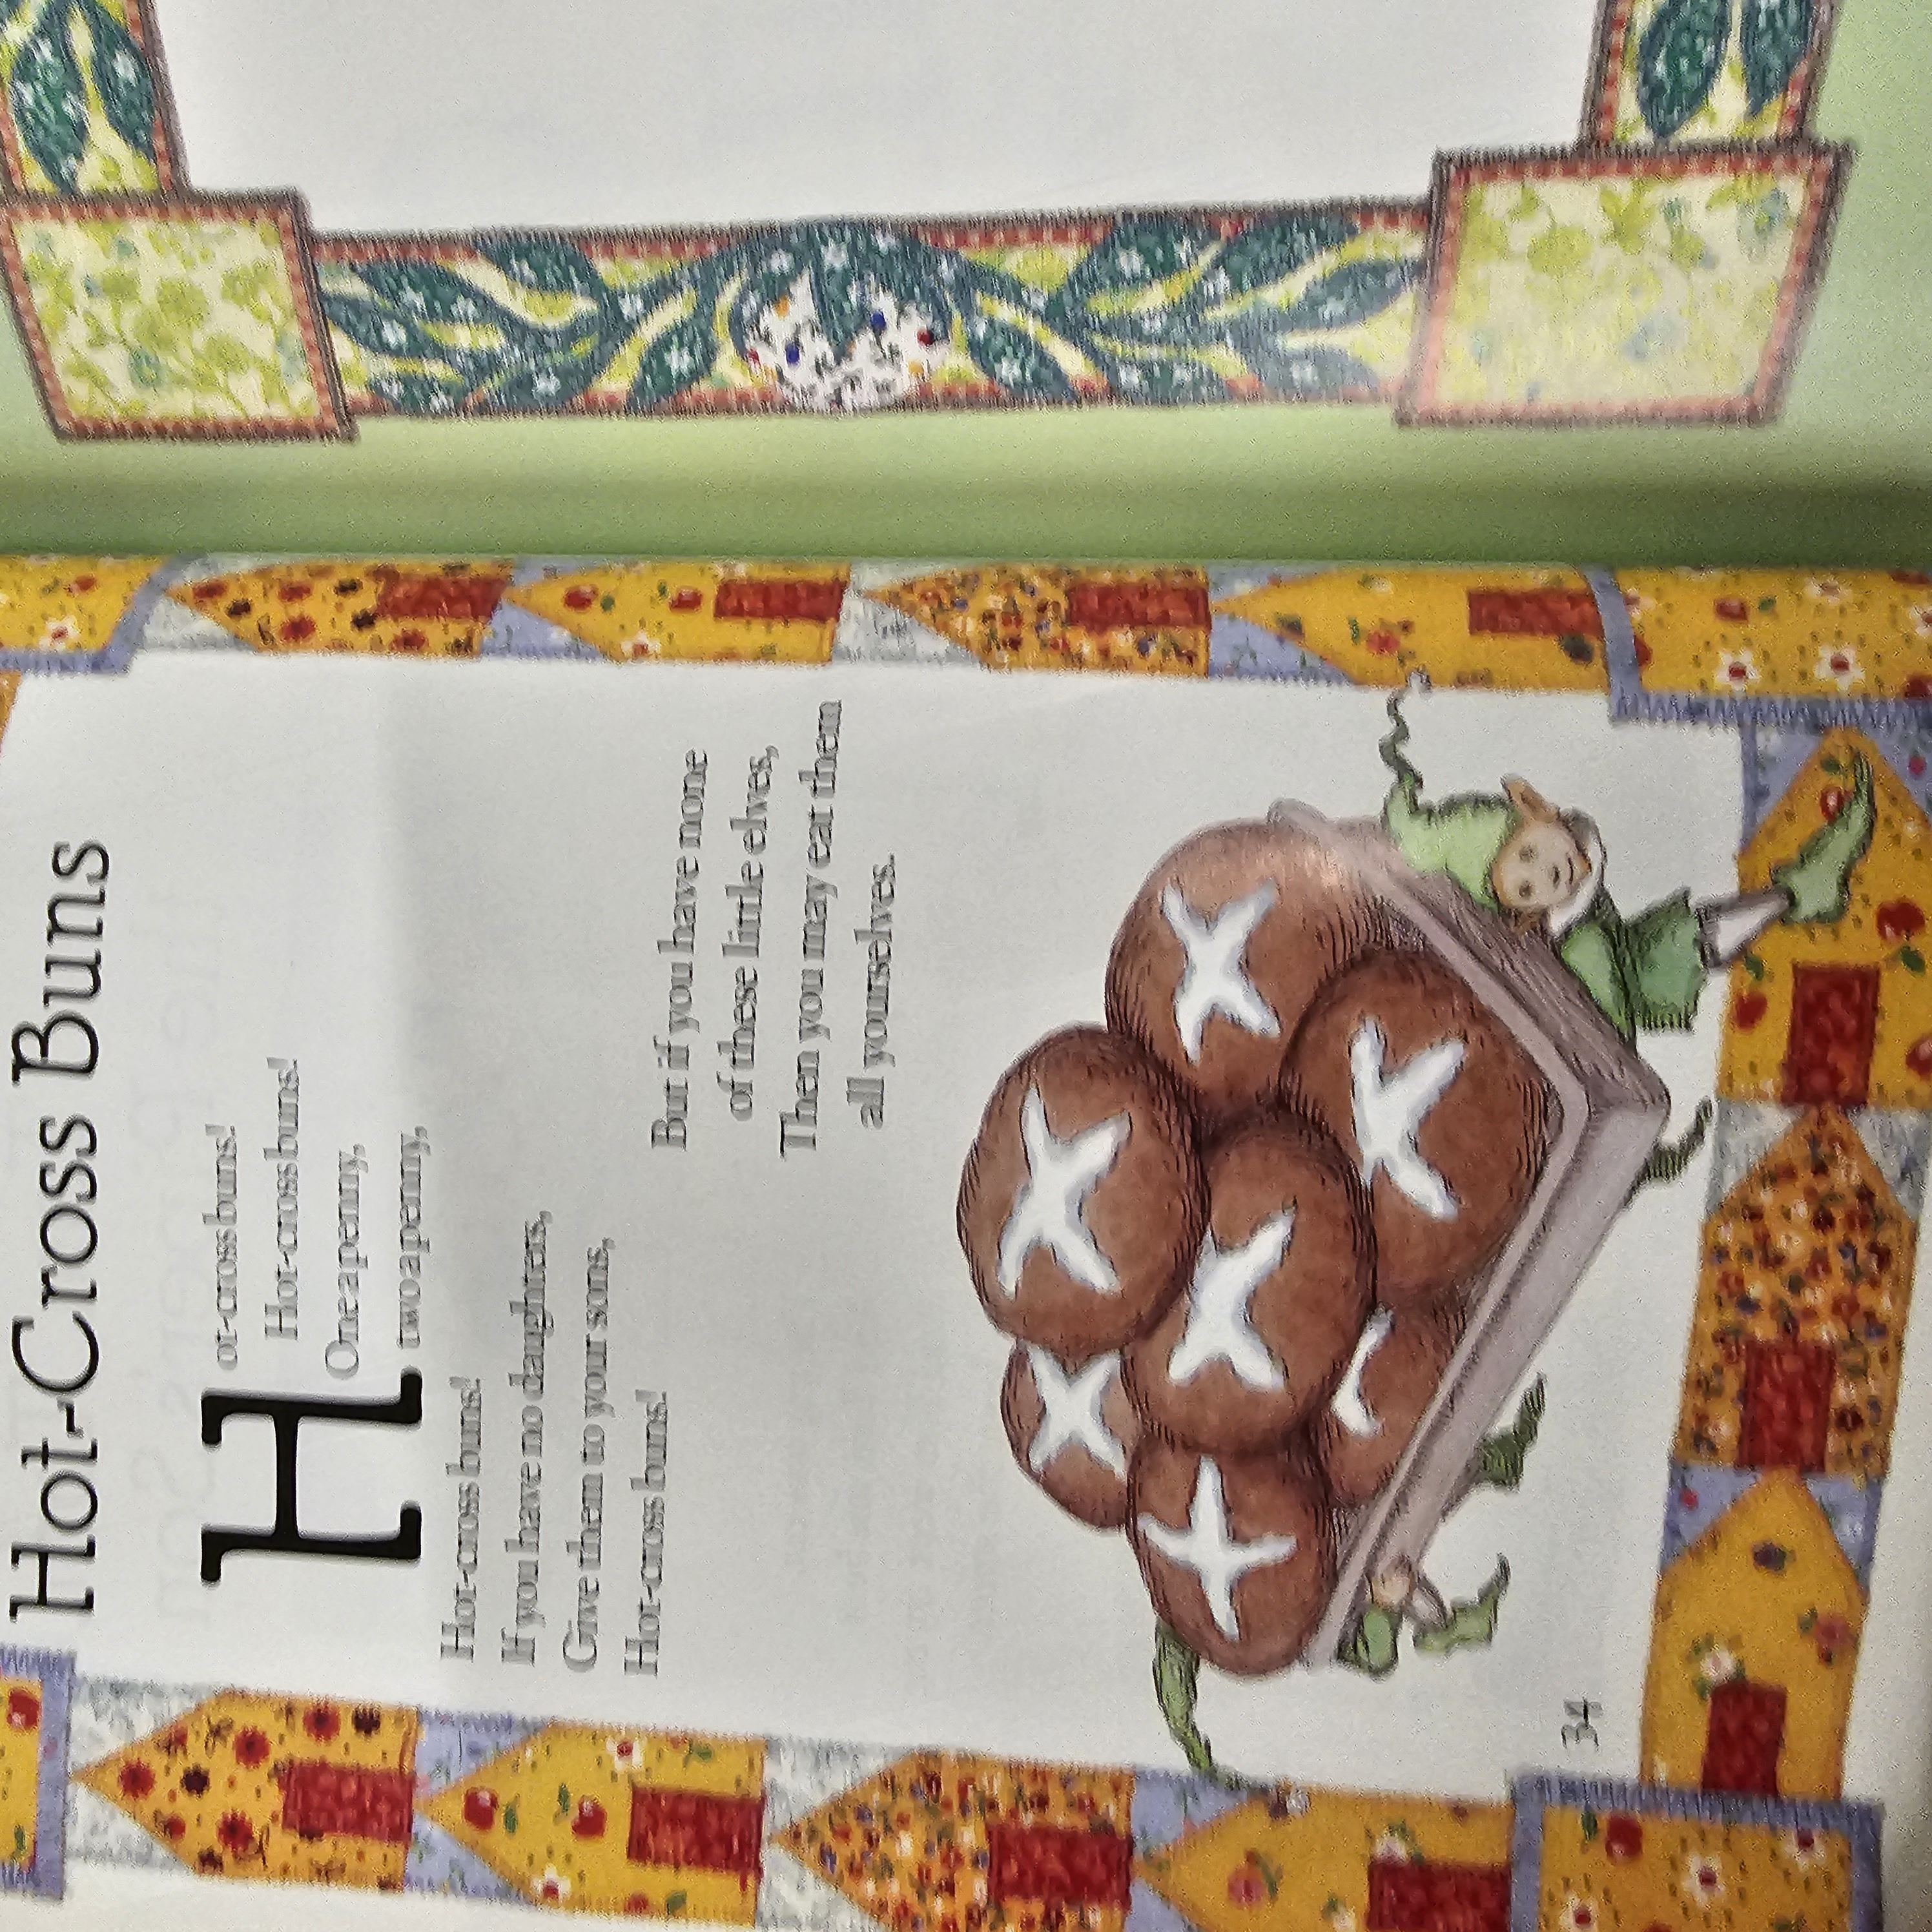 Hot-Cross Buns
Hot-cross buns!
Hot-cross buns!
One a penny,
two a penny,
Hot-cross buns!
If you have no daughters,
Give them to your sons,
Hot-cross buns!
But if you have none
of these little elves,
Then you may eat them
all yourselves.
34